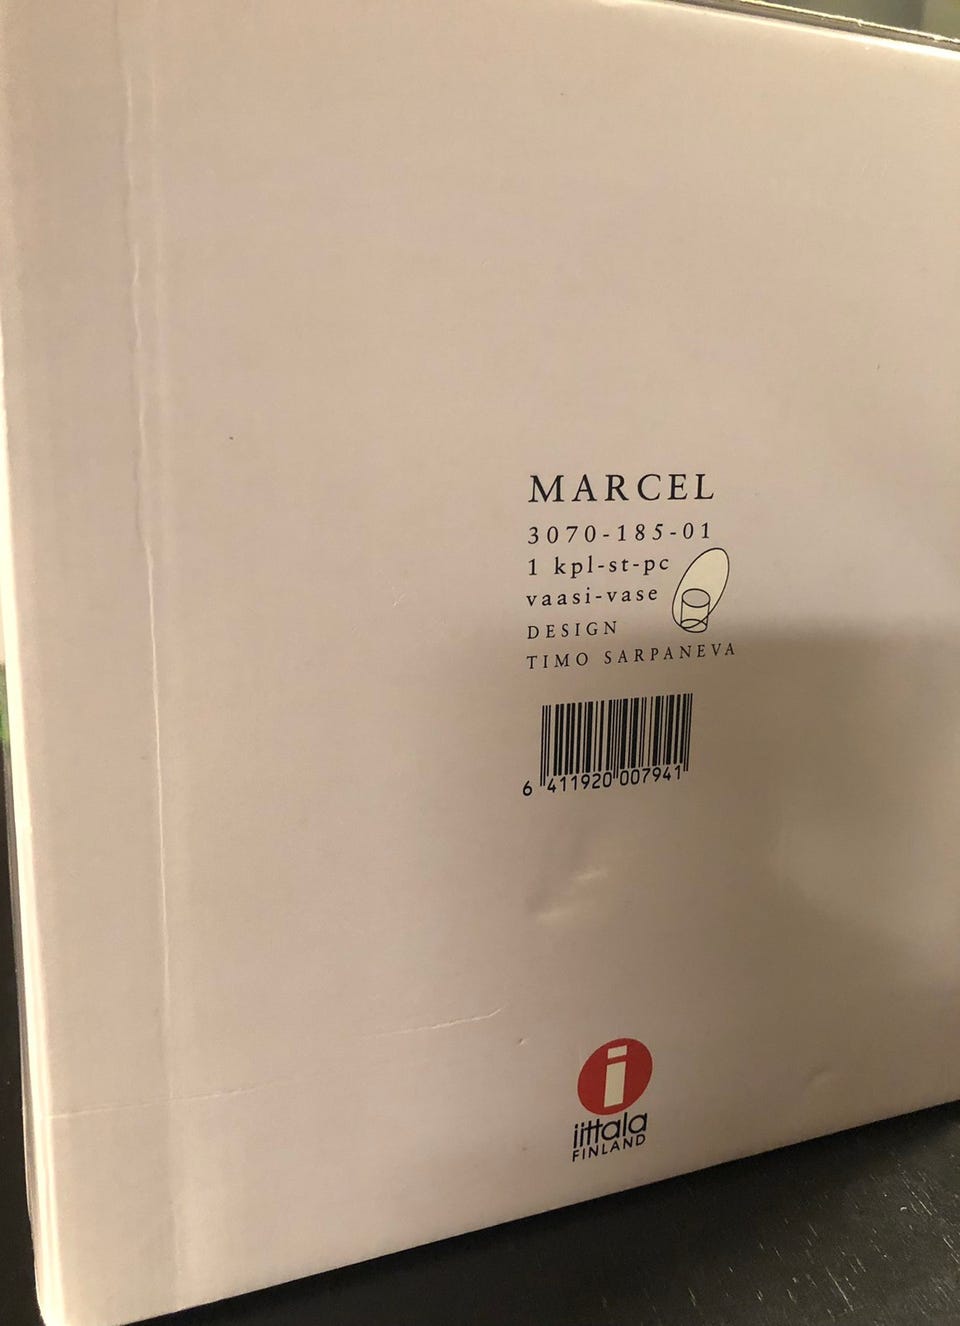 MARCEL
3070-185-01
1 kpl-st-pc
vaasi-vase
DESIGN
TIMO SARPANEVA
6 411920 007941
i
iittala
FINLAND